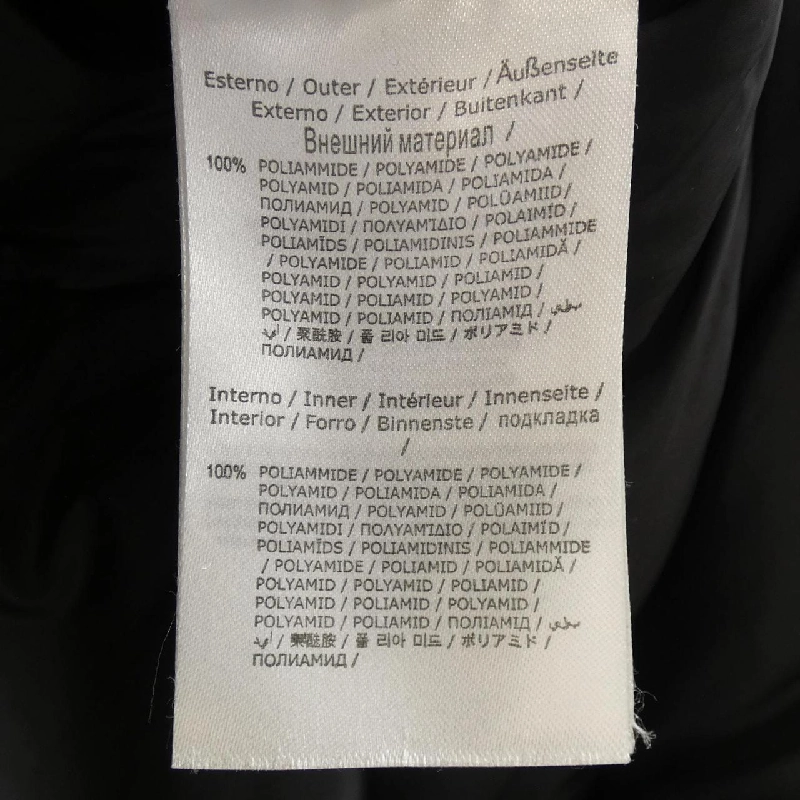 Esterno / Outer / Extérieur / Äußenseite
Externo / Exterior / Buitenkant /
Внешний материал /
100% POLIAMMIDE / POLYAMIDE / POLYAMIDE /
POLYAMID / POLIAMIDA / POLIAMIDA /
ПОЛИАМИД / POLYAMID / POLÜAMIID /
POLYAMIDI / ΠΟΛΥΑΜΊΔΙΟ / POLAIMÍD /
POLIAMĪDS / POLIAMIDINIS / POLIAMMIDE
/ POLYAMIDE / POLIAMID / POLIAMIDĂ /
POLYAMID / POLYAMID / POLIAMID /
POLYAMID / POLIAMID / POLYAMID /
POLYAMID / POLIAMID / ПОЛІАМІД /
/ 聚酰胺 / 폴 리아 미드 / ポリアミド /
ПОЛИАМИД /
Interno / Inner / Intérieur / Innenseite /
Interior / Forro / Binnenste / подкладка
/
100% POLIAMMIDE / POLYAMIDE / POLYAMIDE /
POLYAMID / POLIAMIDA / POLIAMIDA /
ПОЛИАМИД / POLYAMID / POLÜAMIID /
POLYAMIDI / ΠΟΛΥΑΜΊΔΙΟ / POLAIMÍD /
POLIAMĪDS / POLIAMIDINIS / POLIAMMIDE
/ POLYAMIDE / POLIAMID / POLIAMIDĂ /
POLYAMID / POLYAMID / POLIAMID /
POLYAMID / POLIAMID / POLYAMID /
POLYAMID / POLIAMID / ПОЛІАМІД /
/ 聚酰胺 / 폴 리아 미드 / ポリアミド /
ПОЛИАМИД /